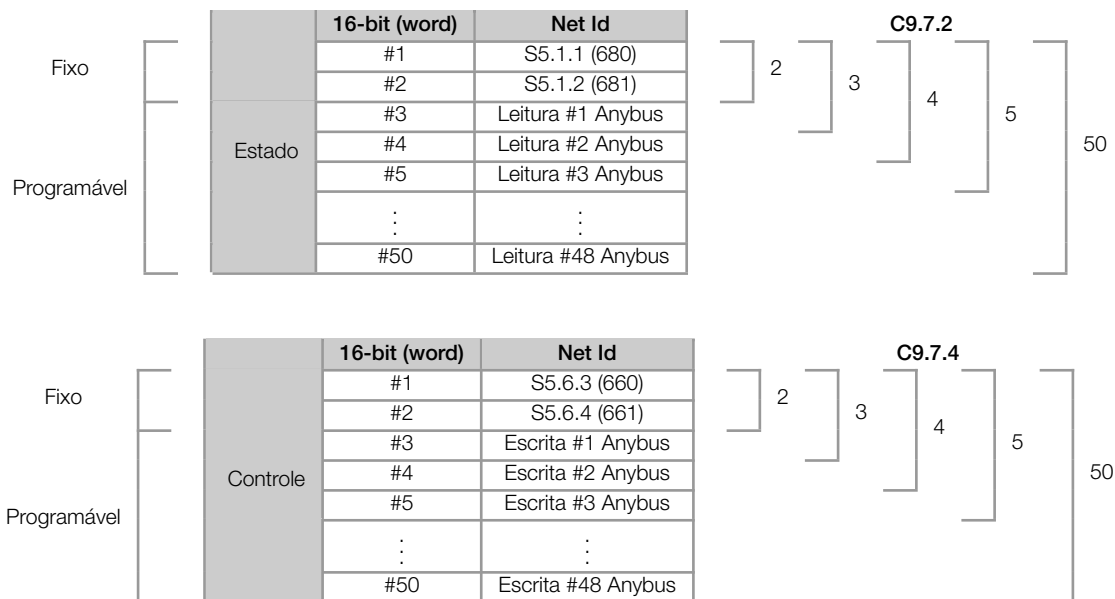 16-bit (word) Net Id C9.7.2
Fixo
#1 S5.1.1 (680)
#2 S5.1.2 (681)
Programável
Estado
#3 Leitura #1 Anybus
#4 Leitura #2 Anybus
#5 Leitura #3 Anybus
. .
. .
. .
#50 Leitura #48 Anybus
2 3 4 5 50
16-bit (word) Net Id C9.7.4
Fixo
#1 S5.6.3 (660)
#2 S5.6.4 (661)
Programável
Controle
#3 Escrita #1 Anybus
#4 Escrita #2 Anybus
#5 Escrita #3 Anybus
. .
. .
. .
#50 Escrita #48 Anybus
2 3 4 5 50